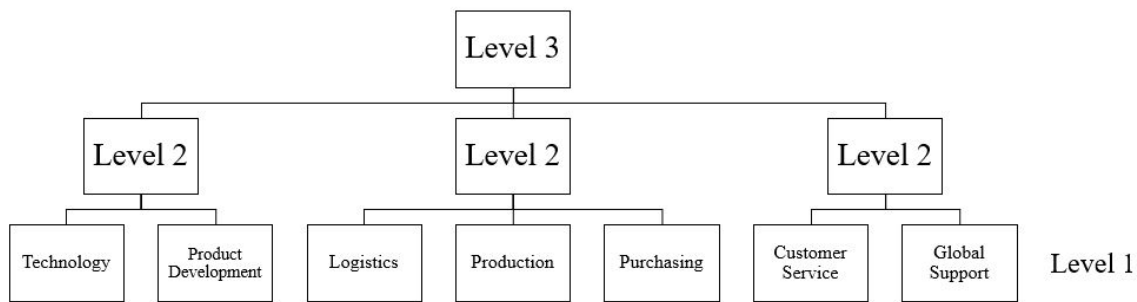 Level 3
Level 2
Level 2
Level 2
Technology
Product
Development
Logistics
Production
Purchasing
Customer
Service
Global
Support
Level 1